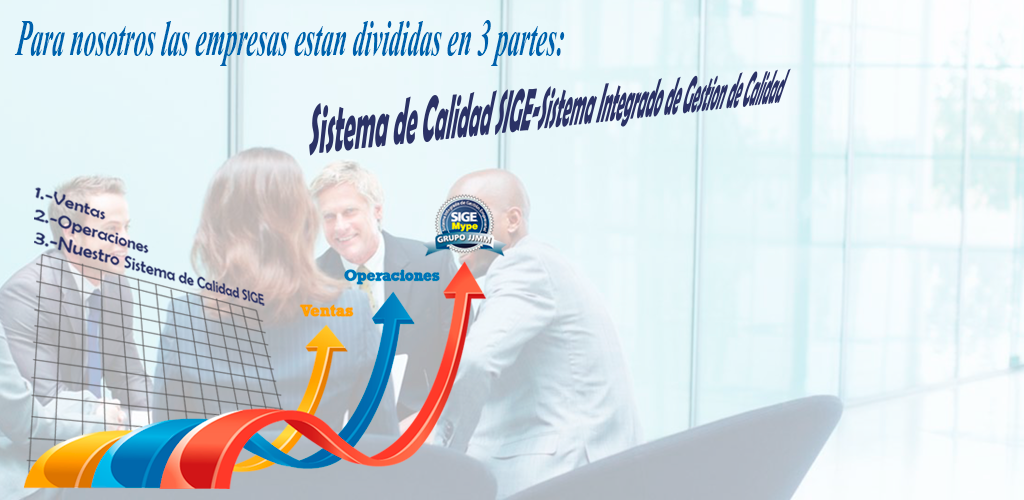 Para nosotros las empresas estan divididas en 3 partes:
Sistema de Calidad SIGE-Sistema Integrado de Gestion de Calidad
1.-Ventas
2.-Operaciones
3.-Nuestro Sistema de Calidad SIGE
SIGE
Mype
GRUPO JJMM
Operaciones
Ventas